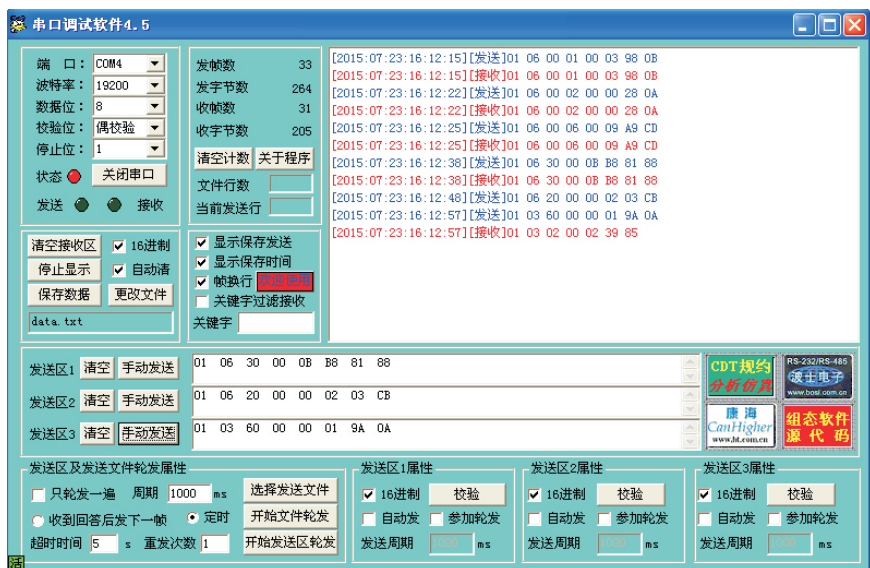 串口调试软件4.5
端 口: COM4
波特率: 19200
数据位: 8
校验位: 偶校验
停止位: 1
状态 关闭串口
发送 接收
发帧数 33
发字节数 264
收帧数 31
收字节数 205
清空计数 关于程序
文件行数
当前发送行
[2015:07:23:16:12:15][发送]01 06 00 01 00 03 98 0B
[2015:07:23:16:12:15][接收]01 06 00 01 00 03 98 0B
[2015:07:23:16:12:22][发送]01 06 00 02 00 00 28 0A
[2015:07:23:16:12:22][接收]01 06 00 02 00 00 28 0A
[2015:07:23:16:12:25][发送]01 06 00 06 00 09 A9 CD
[2015:07:23:16:12:25][接收]01 06 00 06 00 09 A9 CD
[2015:07:23:16:12:38][发送]01 06 30 00 0B B8 81 88
[2015:07:23:16:12:38][接收]01 06 30 00 0B B8 81 88
[2015:07:23:16:12:48][发送]01 06 20 00 00 02 03 CB
[2015:07:23:16:12:57][发送]01 03 60 00 00 01 9A 0A
[2015:07:23:16:12:57][接收]01 03 02 00 02 39 85
清空接收区 16进制
停止显示 自动清
保存数据 更改文件
data.txt
显示保存发送
显示保存时间
帧换行 欢迎使用
关键字过滤接收
关键字
发送区1 清空 手动发送 01 06 30 00 0B B8 81 88
发送区2 清空 手动发送 01 06 20 00 00 02 03 CB
发送区3 清空 手动发送 01 03 60 00 00 01 9A 0A
CDT规约
分析仿真
RS-232/RS-485
波士电子
www.bosi.com.cn
康海
CanHigher
www.ht.com.cn
组态软件
源代码
发送区及发送文件轮发属性
只轮发一遍 周期 1000 ms 选择发送文件
收到回答后发下一帧 定时 开始文件轮发
超时时间 5 s 重发次数 1 开始发送区轮发
发送区1属性
16进制 校验
自动发 参加轮发
发送周期 1000 ms
发送区2属性
16进制 校验
自动发 参加轮发
发送周期 1000 ms
发送区3属性
16进制 校验
自动发 参加轮发
发送周期 1000 ms
活